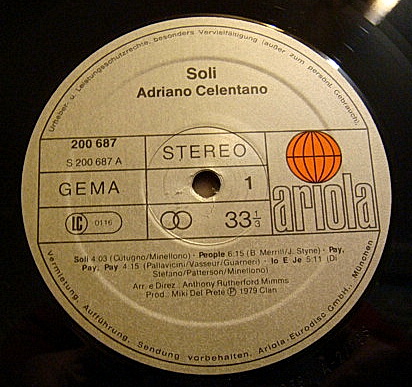 Urheber- u. Leistungsschutzrechte, besonders Vervielfältigung (außer zum persönl. Gebrauch),
Soli
Adriano Celentano
200 687
S 200 687 A
STEREO
GEMA
1
ariola
LC 0116
33 1/3
Soli 4:03 (Cutugno/Minellono) · People 6:15 (B. Merrill/J. Styne) · Pay,
Pay, Pay 4:15 (Pallavicini/Vasseur/Guarneri) · Io E Je 5:11 (Di
Stefano/Patterson/Minellono)
Arr. e Direz.: Anthony Rutherford Mimms
Prod.: Miki Del Prete Ⓟ 1979 Clan
Vermietung, Aufführung, Sendung vorbehalten. Ariola-Eurodisc GmbH., München